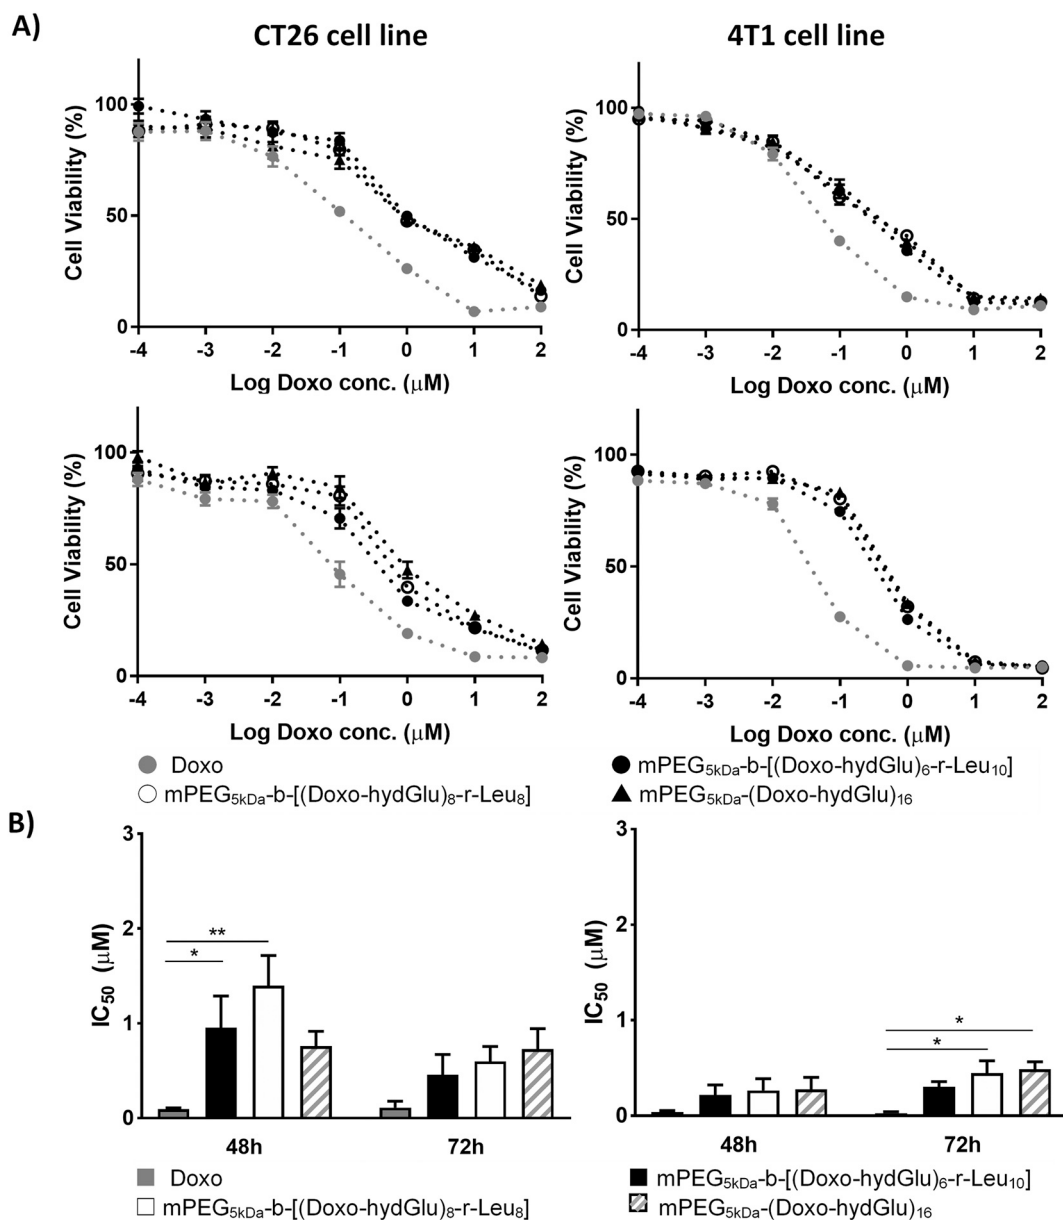 A)
CT26 cell line
4T1 cell line
Cell Viability (%)
100
50
0
-4 -3 -2 -1 0 1 2
Log Doxo conc. (µM)
Cell Viability (%)
100
50
0
-4 -3 -2 -1 0 1 2
Log Doxo conc. (µM)
Cell Viability (%)
100
50
0
-4 -3 -2 -1 0 1 2
Log Doxo conc. (µM)
Cell Viability (%)
100
50
0
-4 -3 -2 -1 0 1 2
Log Doxo conc. (µM)
Doxo
mPEG5kDa-b-[(Doxo-hydGlu)8-r-Leu8]
mPEG5kDa-b-[(Doxo-hydGlu)6-r-Leu10]
mPEG5kDa-(Doxo-hydGlu)16
B)
IC50 (µM)
3
2
1
0
**
*
48h 72h
IC50 (µM)
3
2
1
0
*
*
48h 72h
Doxo
mPEG5kDa-b-[(Doxo-hydGlu)8-r-Leu8]
mPEG5kDa-b-[(Doxo-hydGlu)6-r-Leu10]
mPEG5kDa-(Doxo-hydGlu)16